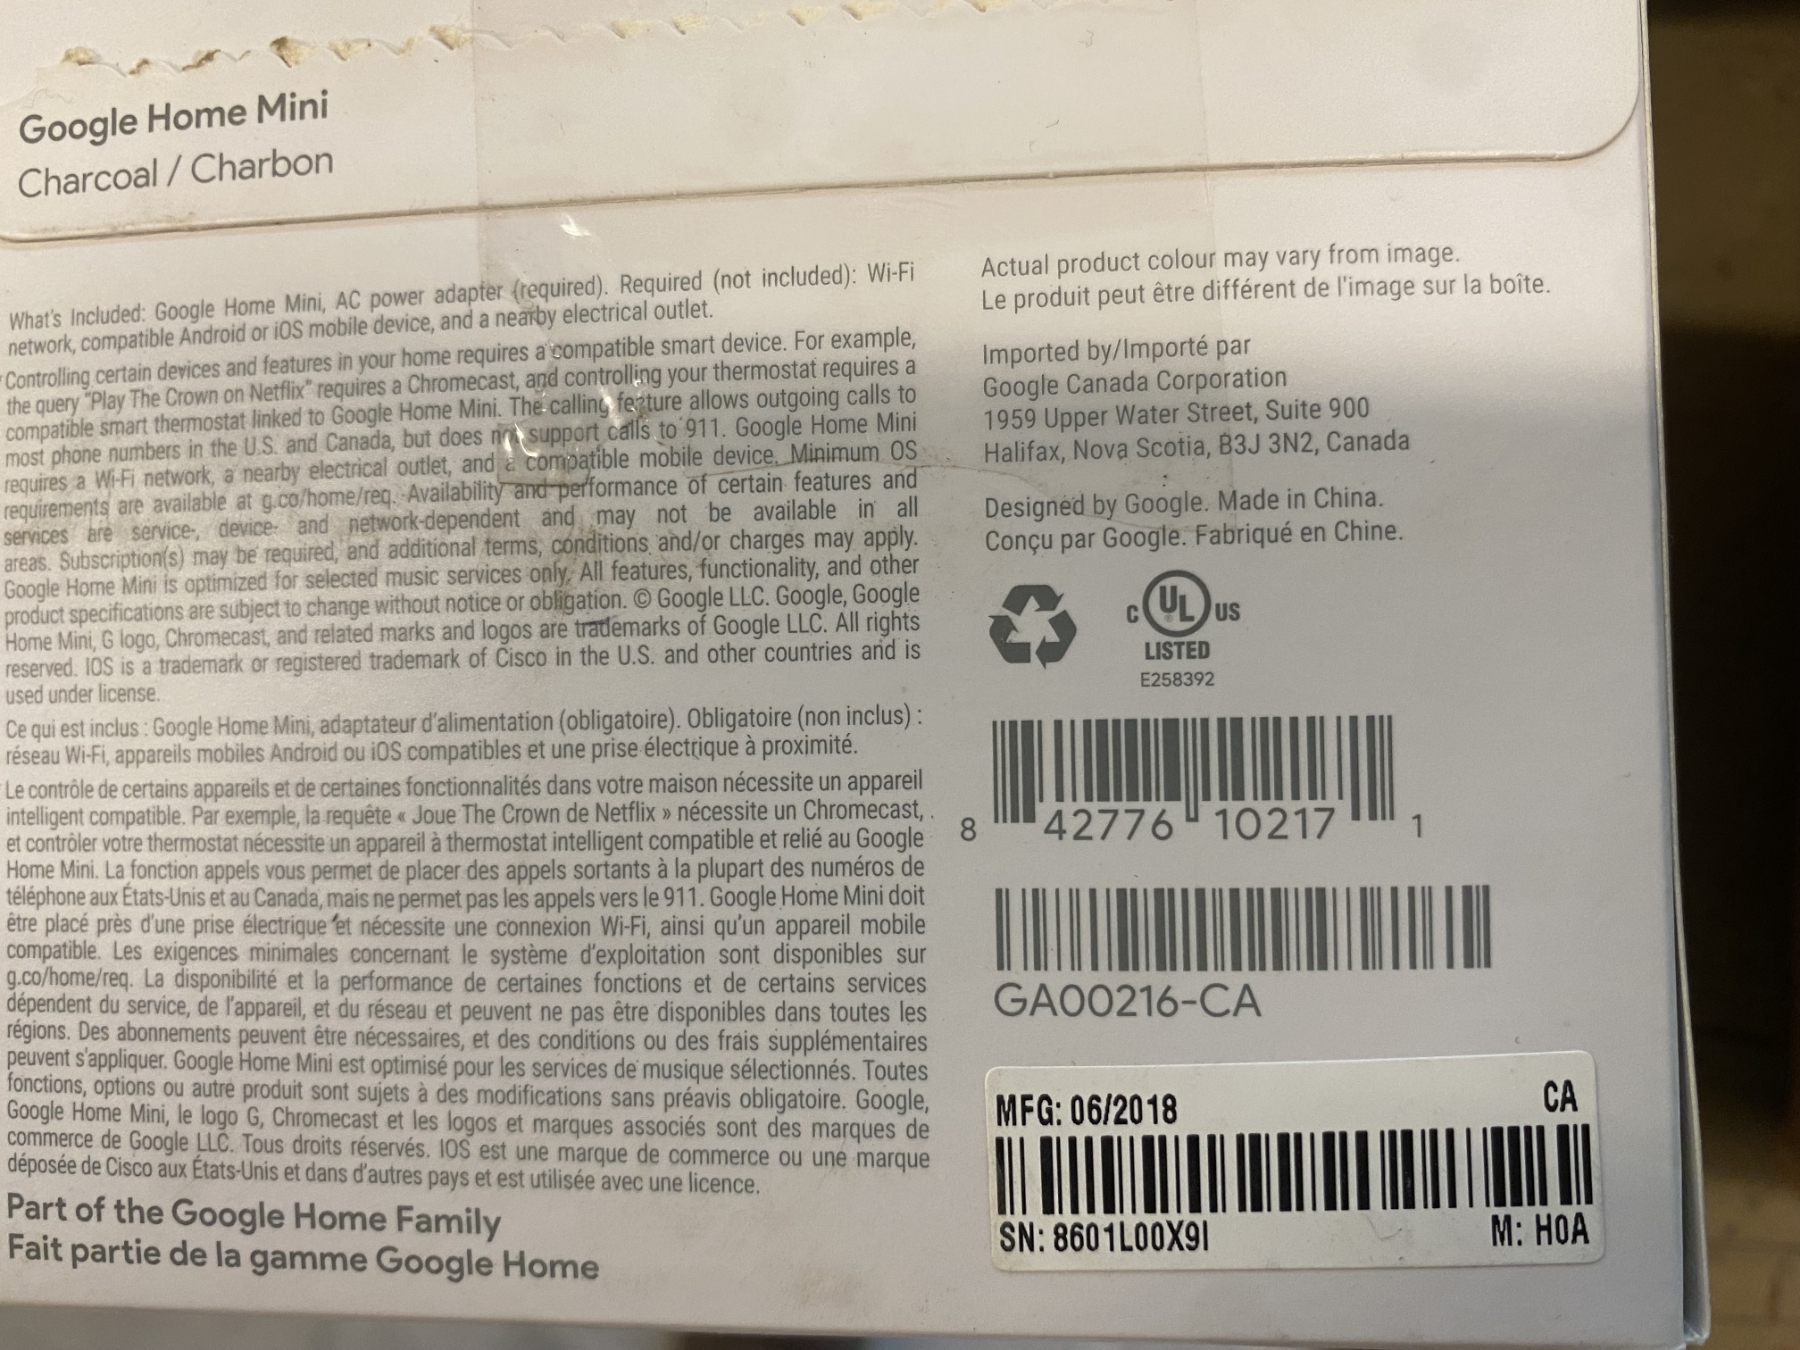 Google Home Mini
Charcoal / Charbon
What's Included: Google Home Mini, AC power adapter (required). Required (not included): Wi-Fi
network, compatible Android or iOS mobile device, and a nearby electrical outlet.
Controlling certain devices and features in your home requires a compatible smart device. For example,
the query "Play The Crown on Netflix" requires a Chromecast, and controlling your thermostat requires a
compatible smart thermostat linked to Google Home Mini. The calling feature allows outgoing calls to
most phone numbers in the U.S. and Canada, but does not support calls to 911. Google Home Mini
requires a Wi-Fi network, a nearby electrical outlet, and a compatible mobile device. Minimum OS
requirements are available at g.co/home/req. Availability and performance of certain features and
services are service-, device- and network-dependent and may not be available in all
areas. Subscription(s) may be required, and additional terms, conditions and/or charges may apply.
Google Home Mini is optimized for selected music services only. All features, functionality, and other
product specifications are subject to change without notice or obligation. © Google LLC. Google, Google
Home Mini, G logo, Chromecast, and related marks and logos are trademarks of Google LLC. All rights
reserved. IOS is a trademark or registered trademark of Cisco in the U.S. and other countries and is
used under license.
Ce qui est inclus : Google Home Mini, adaptateur d'alimentation (obligatoire). Obligatoire (non inclus) :
réseau Wi-Fi, appareils mobiles Android ou iOS compatibles et une prise électrique à proximité.
Le contrôle de certains appareils et de certaines fonctionnalités dans votre maison nécessite un appareil
intelligent compatible. Par exemple, la requête « Joue The Crown de Netflix » nécessite un Chromecast,
et contrôler votre thermostat nécessite un appareil à thermostat intelligent compatible et relié au Google
Home Mini. La fonction appels vous permet de placer des appels sortants à la plupart des numéros de
téléphone aux États-Unis et au Canada, mais ne permet pas les appels vers le 911. Google Home Mini doit
être placé près d'une prise électrique et nécessite une connexion Wi-Fi, ainsi qu'un appareil mobile
compatible. Les exigences minimales concernant le système d'exploitation sont disponibles sur
g.co/home/req. La disponibilité et la performance de certaines fonctions et de certains services
dépendent du service, de l'appareil, et du réseau et peuvent ne pas être disponibles dans toutes les
régions. Des abonnements peuvent être nécessaires, et des conditions ou des frais supplémentaires
peuvent s'appliquer. Google Home Mini est optimisé pour les services de musique sélectionnés. Toutes
fonctions, options ou autre produit sont sujets à des modifications sans préavis obligatoire. Google,
Google Home Mini, le logo G, Chromecast et les logos et marques associés sont des marques de
commerce de Google LLC. Tous droits réservés. IOS est une marque de commerce ou une marque
déposée de Cisco aux États-Unis et dans d'autres pays et est utilisée avec une licence.
Part of the Google Home Family
Fait partie de la gamme Google Home
Actual product colour may vary from image.
Le produit peut être différent de l'image sur la boîte.
Imported by/Importé par
Google Canada Corporation
1959 Upper Water Street, Suite 900
Halifax, Nova Scotia, B3J 3N2, Canada
Designed by Google. Made in China.
Conçu par Google. Fabriqué en Chine.
C UL US
LISTED
E258392
8 42776 10217 1
GA00216-CA
MFG: 06/2018 CA
SN: 8601L00X9I M: H0A